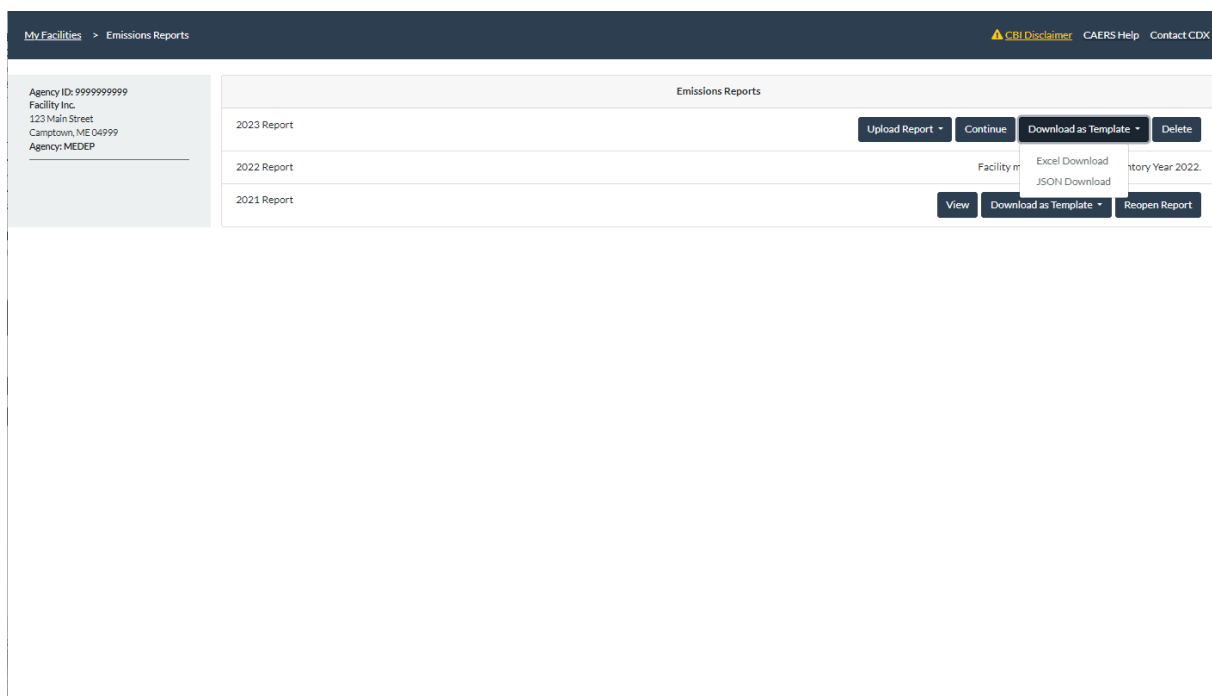 My Facilities > Emissions Reports
CBI Disclaimer CAERS Help Contact CDX
Agency ID: 9999999999
Facility Inc.
123 Main Street
Camptown, ME 04999
Agency: MEDEP
Emissions Reports
2023 Report
Upload Report Continue Download as Template Delete
Excel Download
JSON Download
2022 Report
Facility m
Year 2022.
2021 Report
View Download as Template Reopen Report